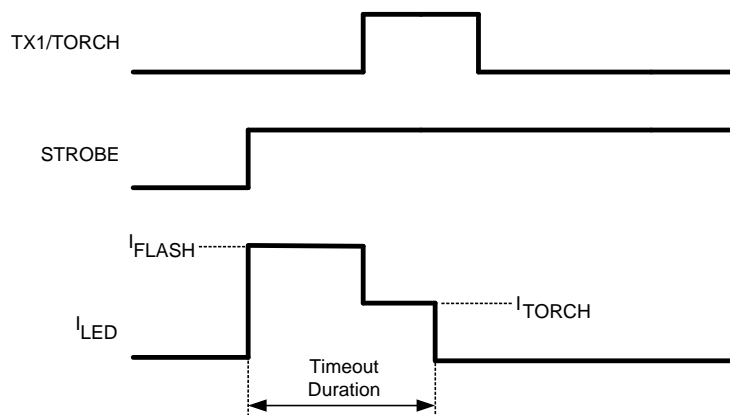 TX1/TORCH
STROBE
IFLASH
ILED
ITORCH
Timeout
Duration